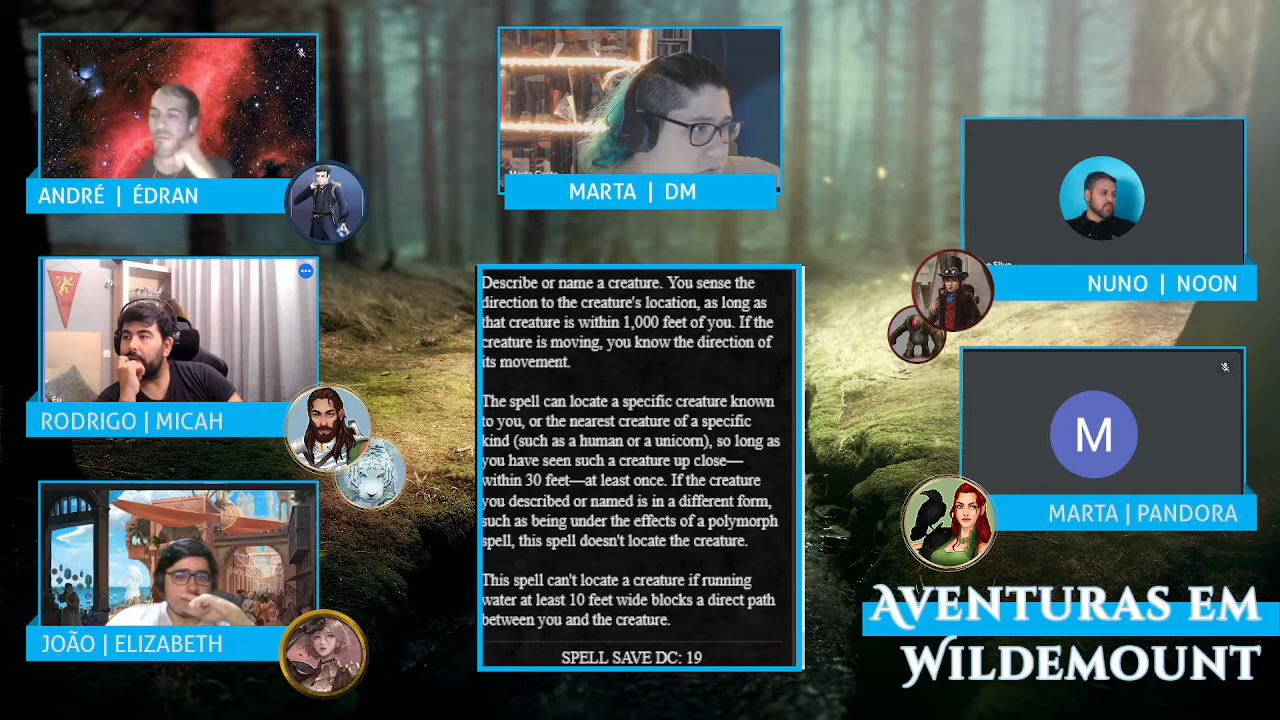 ANDRÉ | ÉDRAN
MARTA | DM
RODRIGO | MICAH
Eu
JOÃO | ELIZABETH
Describe or name a creature. You sense the
direction to the creature's location, as long as
that creature is within 1,000 feet of you. If the
creature is moving, you know the direction of
its movement.
The spell can locate a specific creature known
to you, or the nearest creature of a specific
kind (such as a human or a unicorn), so long as
you have seen such a creature up close—
within 30 feet—at least once. If the creature
you described or named is in a different form,
such as being under the effects of a polymorph
spell, this spell doesn't locate the creature.
This spell can't locate a creature if running
water at least 10 feet wide blocks a direct path
between you and the creature.
SPELL SAVE DC: 19
NUNO | NOON
M
MARTA | PANDORA
AVENTURAS EM
WILDEMOUNT